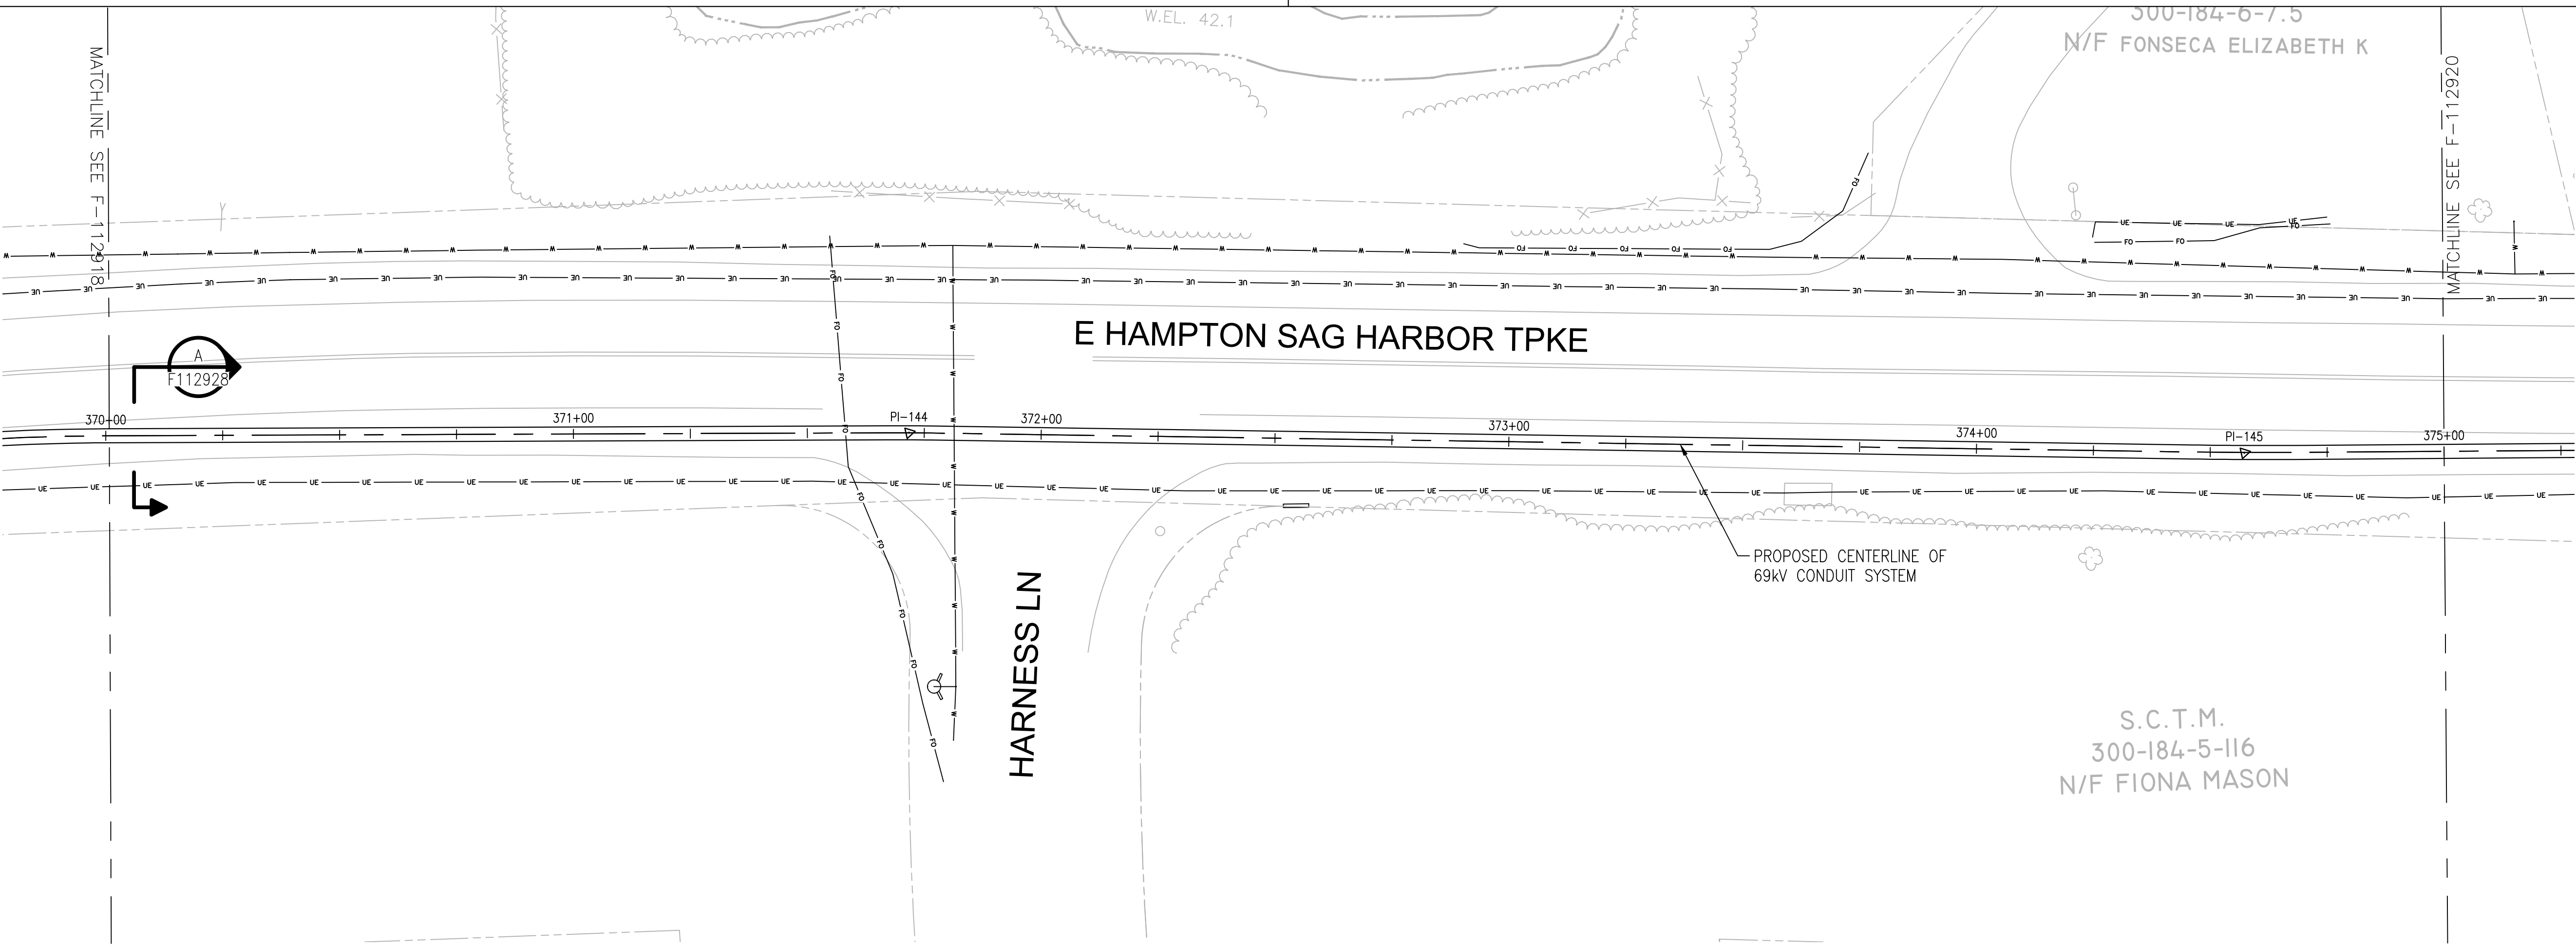 W.EL. 42.1
300-184-6-7.5
N/F FONSECA ELIZABETH K
MATCHLINE SEE F-112918
MATCHLINE SEE F-112920
E HAMPTON SAG HARBOR TPKE
A
F112928
370+00
371+00
PI-144
372+00
373+00
374+00
PI-145
375+00
PROPOSED CENTERLINE OF
69kV CONDUIT SYSTEM
HARNESS LN
S.C.T.M.
300-184-5-116
N/F FIONA MASON
W
UE
FO